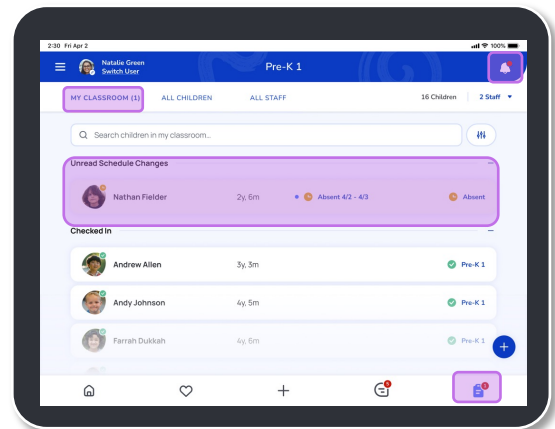 2:30 Fri Apr 2
100%
Natalie Green
Switch User
Pre-K 1
MY CLASSROOM (1) ALL CHILDREN ALL STAFF 16 Children 2 Staff
Search children in my classroom...
Unread Schedule Changes
Nathan Fielder 2y, 6m Absent 4/2 - 4/3 Absent
Checked In
Andrew Allen 3y, 3m Pre-K 1
Andy Johnson 4y, 5m Pre-K 1
Farrah Dukkah 4y, 6m Pre-K 1